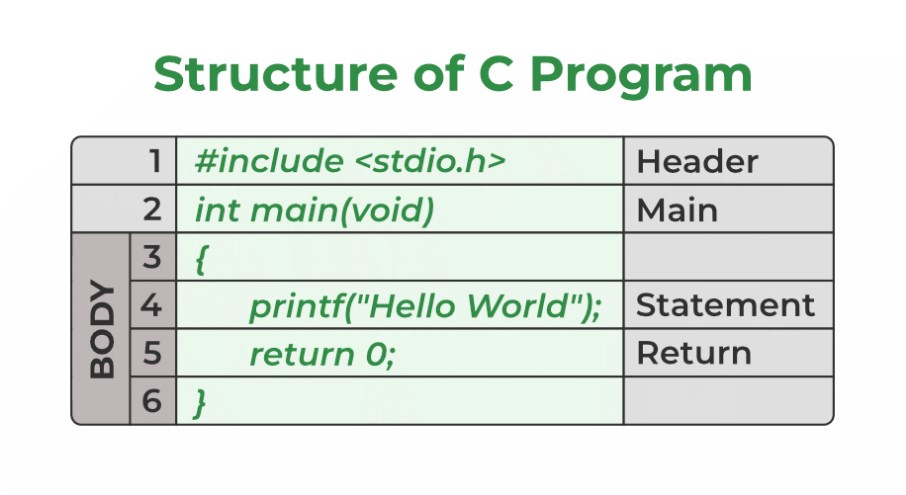 Structure of C Program
1 #include <stdio.h> Header
2 int main(void) Main
BODY
3 {
4 printf("Hello World"); Statement
5 return 0; Return
6 }